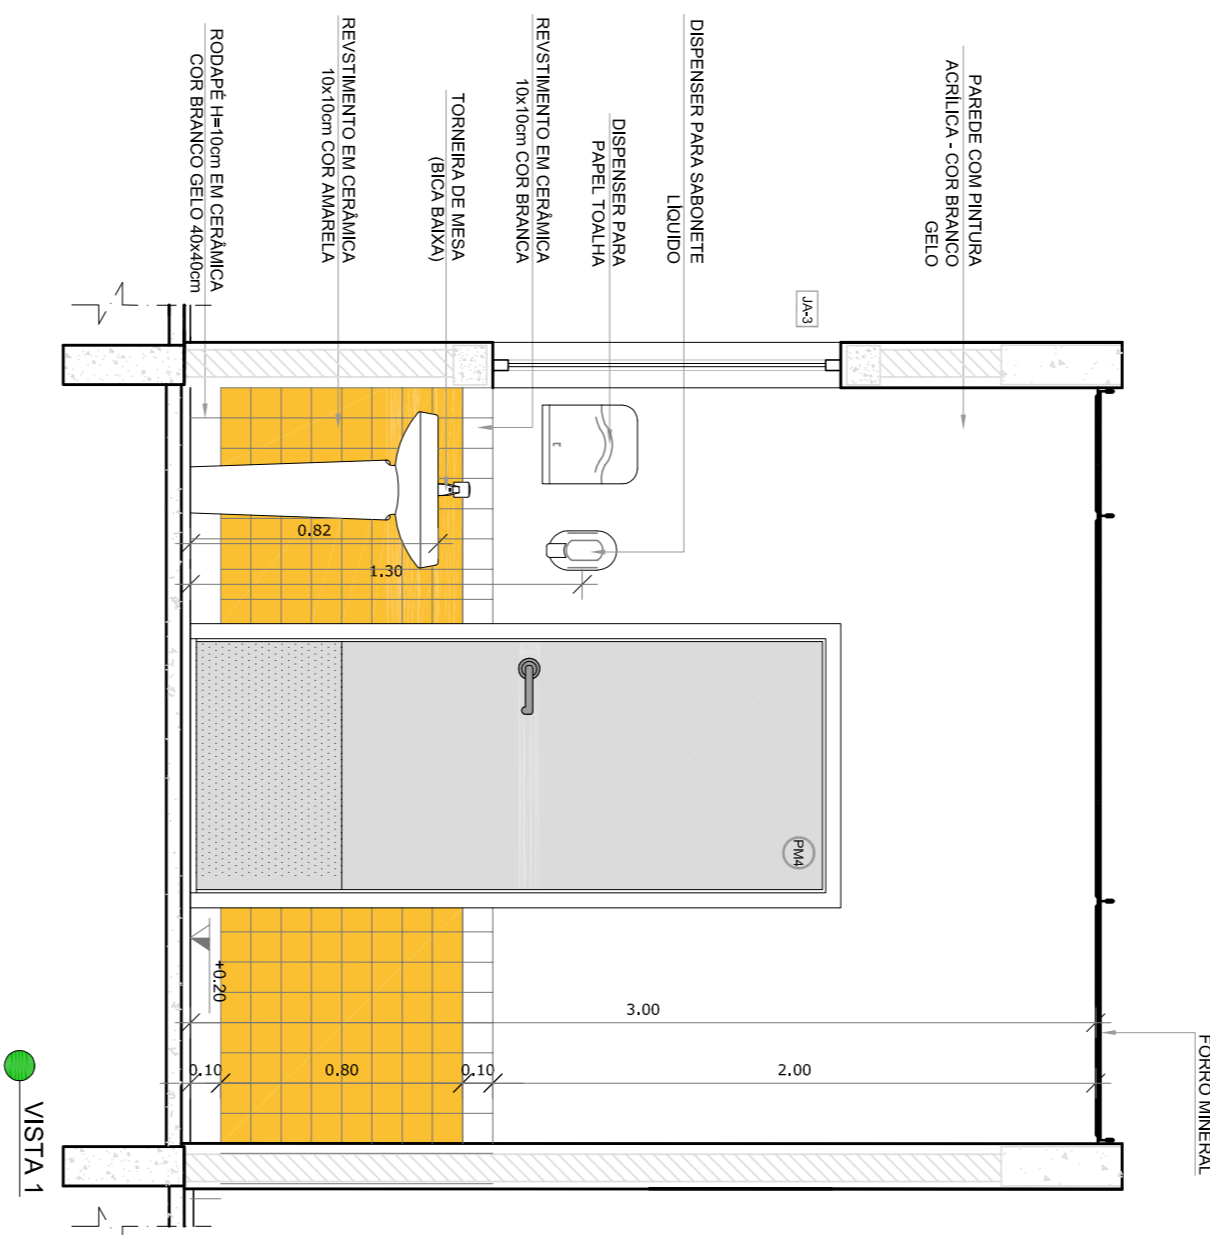 RODAPÉ H=10cm EM CERÂMICA
COR BRANCO GELO 40x40cm
REVSTIMENTO EM CERÂMICA
10x10cm COR AMARELA
TORNEIRA DE MESA
(BICA BAIXA)
REVSTIMENTO EM CERÂMICA
10x10cm COR BRANCA
DISPENSER PARA
PAPEL TOALHA
DISPENSER PARA SABONETE
LÍQUIDO
PAREDE COM PINTURA
ACRÍLICA - COR BRANCO
GELO
JA-3
0.82
1.30
PM4
+0.20
3.00
0.10
0.80
0.10
2.00
FORRO MINERAL
VISTA 1